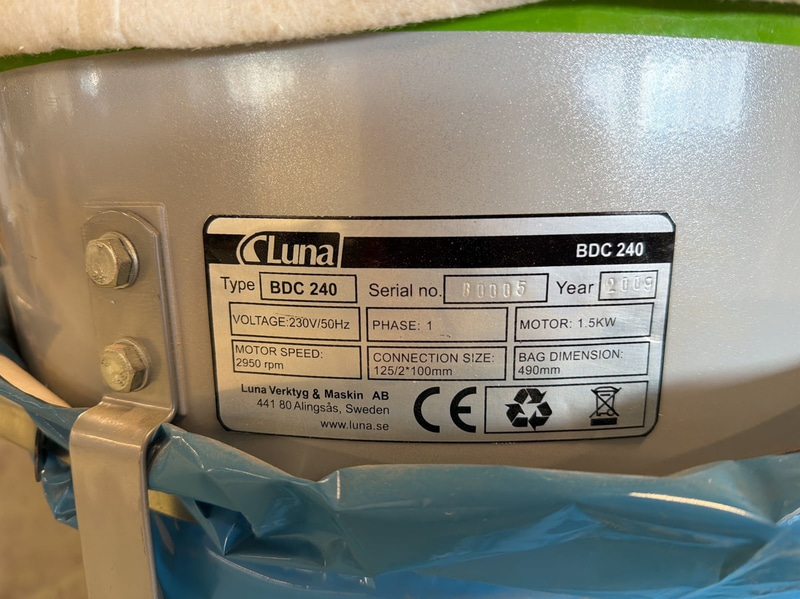 Luna BDC 240
Type BDC 240 Serial no. B0005 Year 2009
VOLTAGE:230V/50Hz PHASE: 1 MOTOR: 1.5KW
MOTOR SPEED: 2950 rpm CONNECTION SIZE: 125/2*100mm BAG DIMENSION: 490mm
Luna Verktyg & Maskin AB
441 80 Alingsås, Sweden
www.luna.se
CE